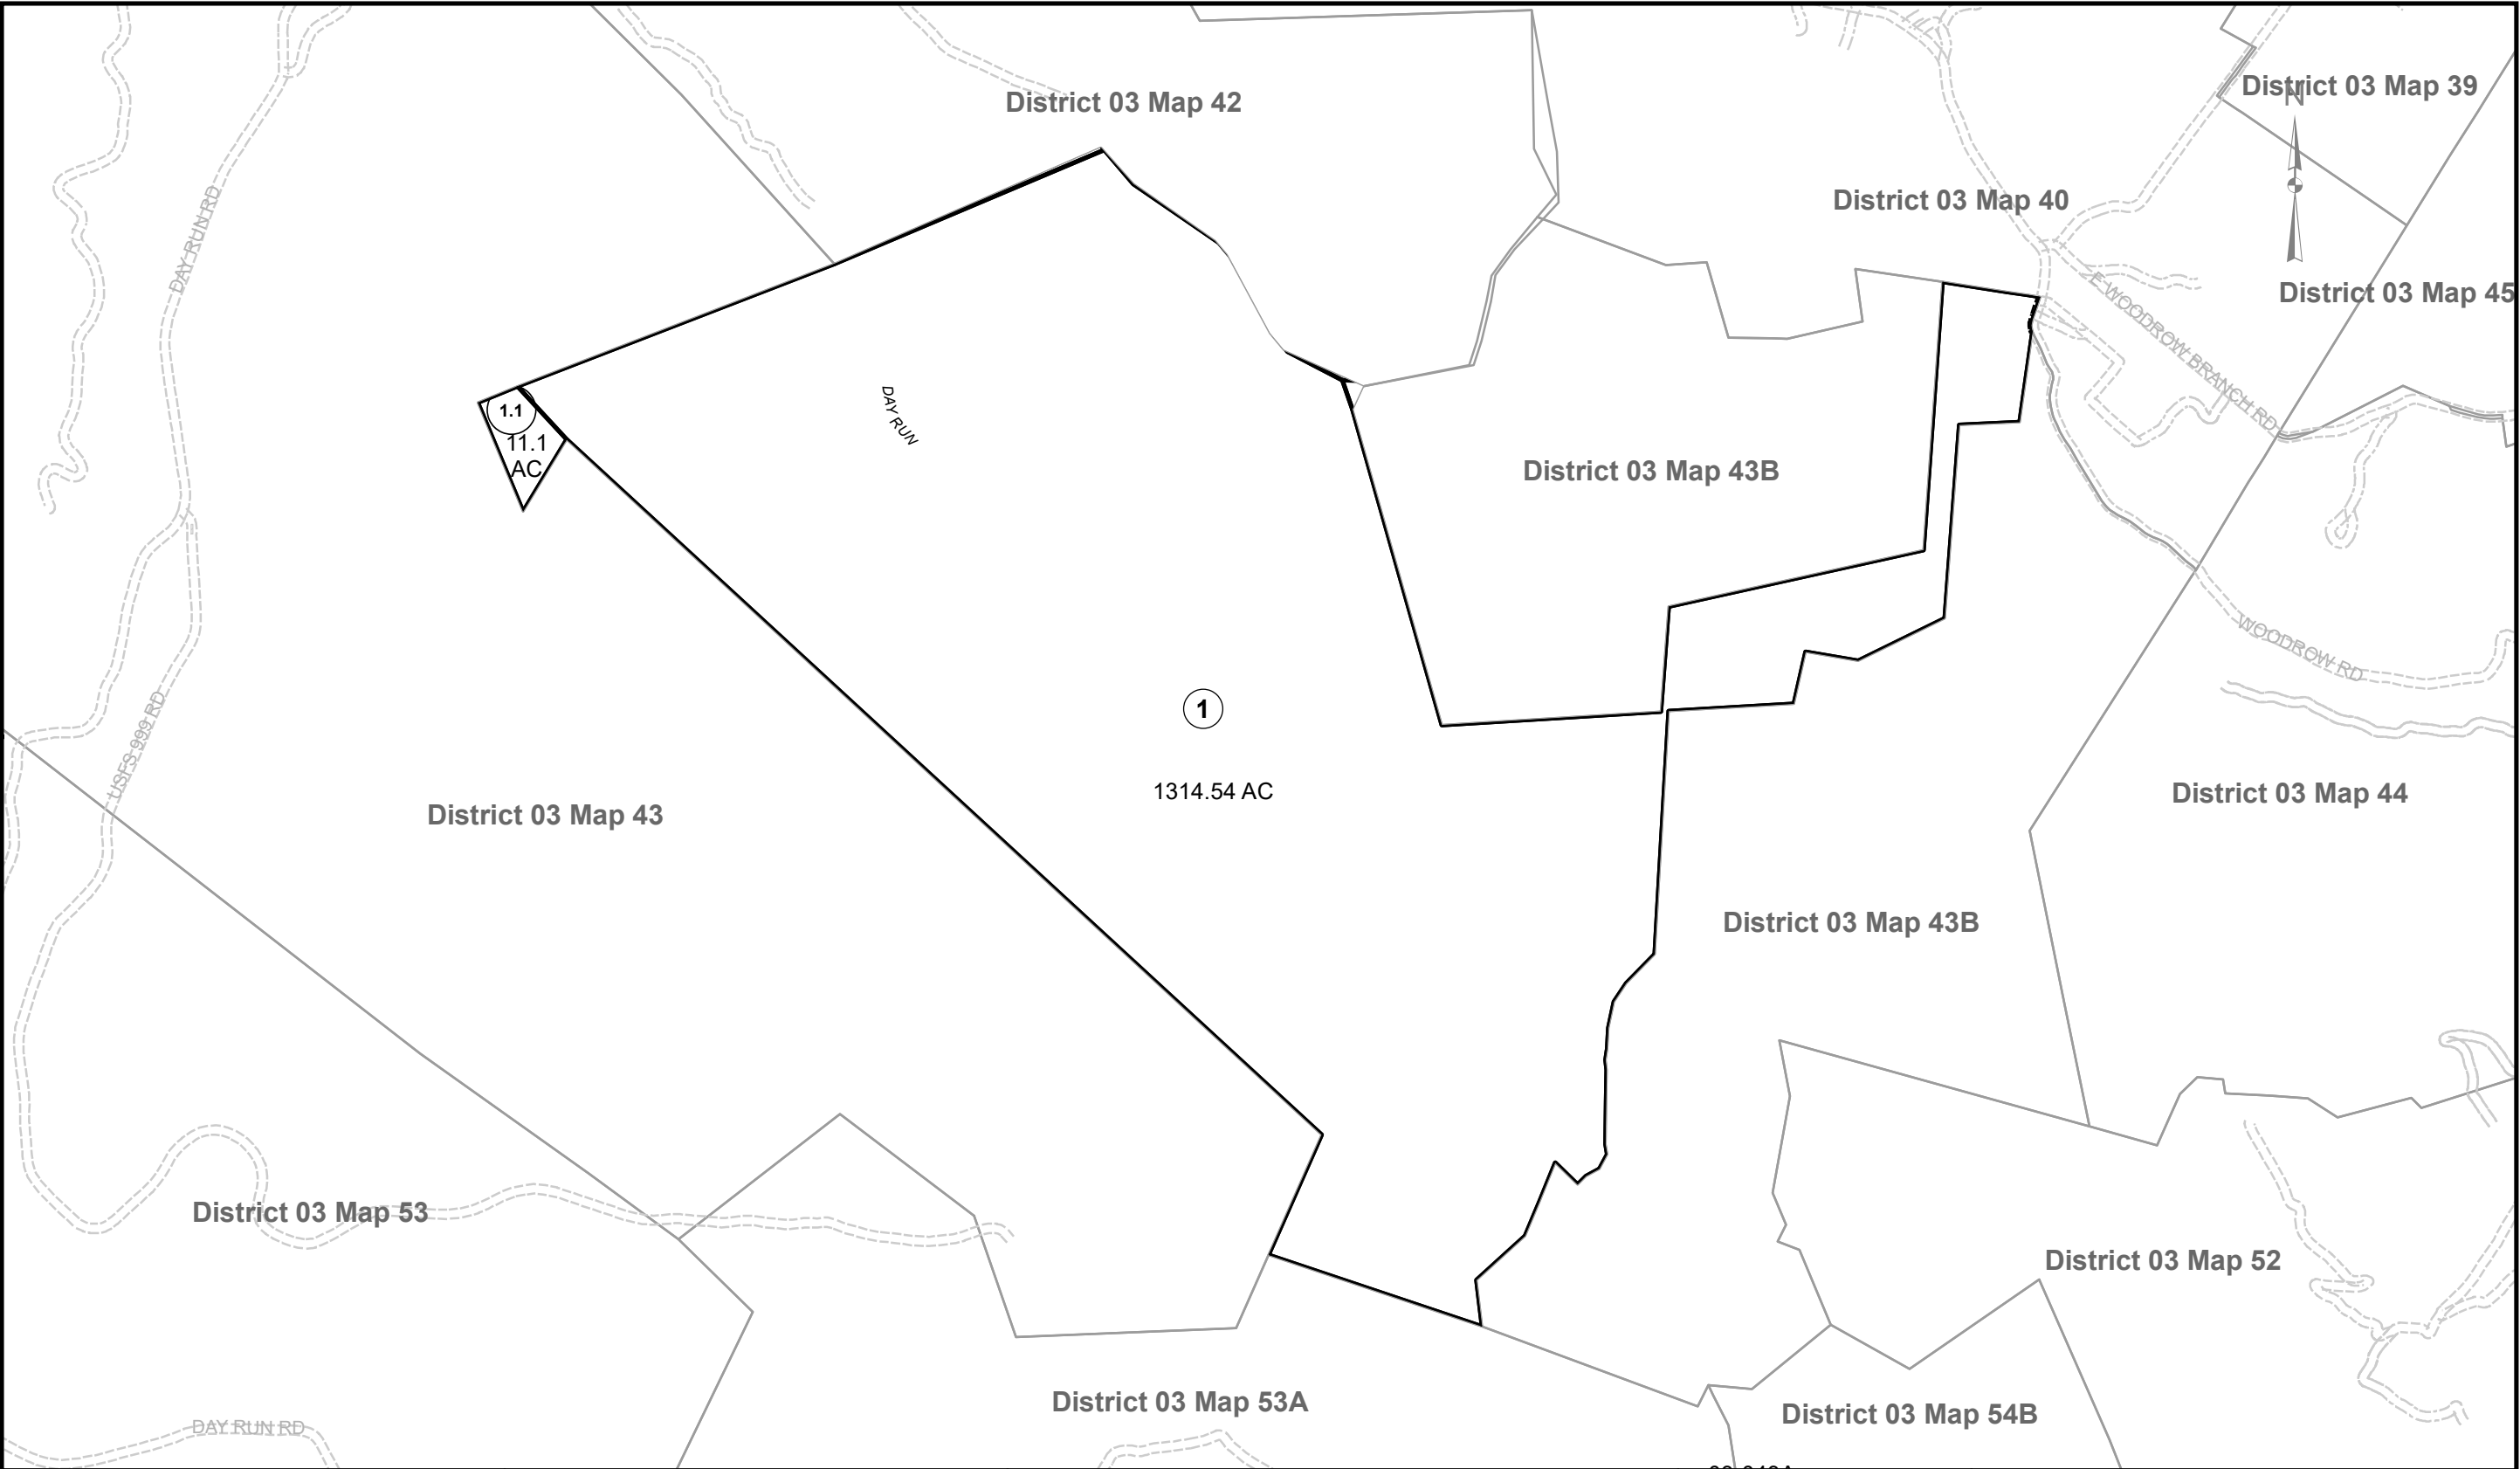 District 03 Map 39
N
District 03 Map 42
District 03 Map 40
DAY RUN RD
District 03 Map 45
E WOODROW BRANCH RD
1.1
11.1
AC
DAY RUN
District 03 Map 43B
WOODROW RD
1
USFS 999 RD
1314.54 AC
District 03 Map 44
District 03 Map 43
District 03 Map 43B
District 03 Map 53
District 03 Map 52
District 03 Map 53A
District 03 Map 54B
DAY RUN RD